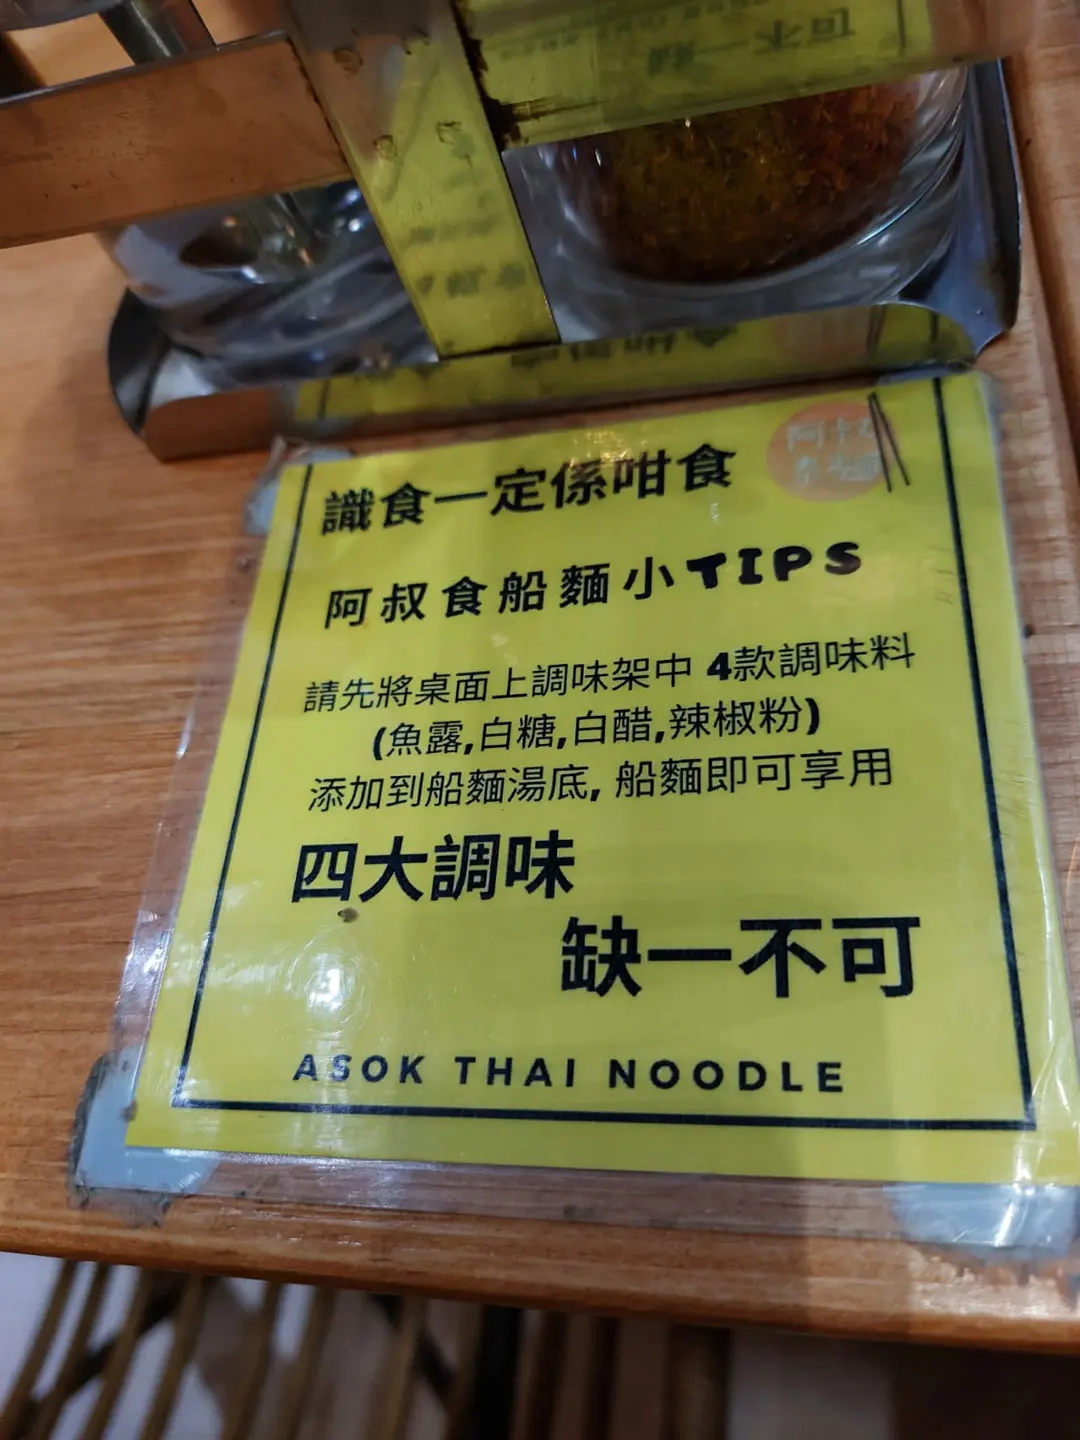 識食一定係咁食
阿叔
阿叔食船麵小TIPS
請先將桌面上調味架中 4款調味料
(魚露,白糖,白醋,辣椒粉)
添加到船麵湯底, 船麵即可享用
四大調味
缺一不可
ASOK THAI NOODLE